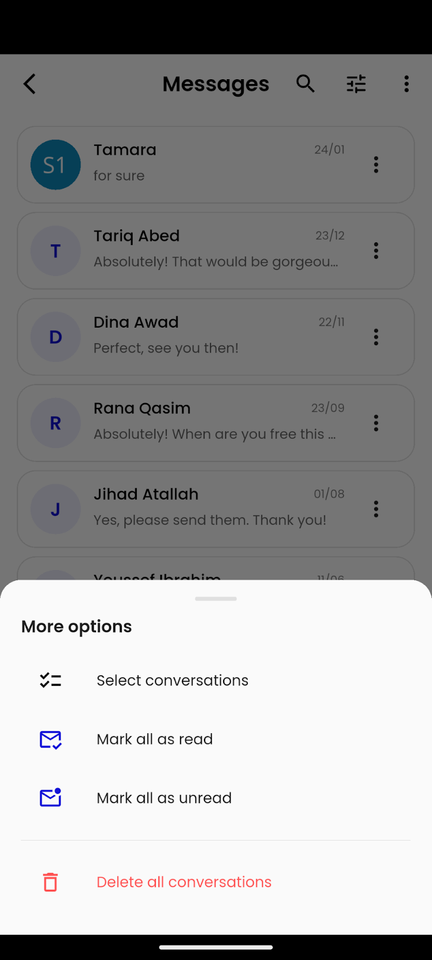 Messages
S1
Tamara
24/01
for sure
T
Tariq Abed
23/12
Absolutely! That would be gorgeou...
D
Dina Awad
22/11
Perfect, see you then!
R
Rana Qasim
23/09
Absolutely! When are you free this ...
J
Jihad Atallah
01/08
Yes, please send them. Thank you!
Youssef Ibrahim
11/06
More options
Select conversations
Mark all as read
Mark all as unread
Delete all conversations